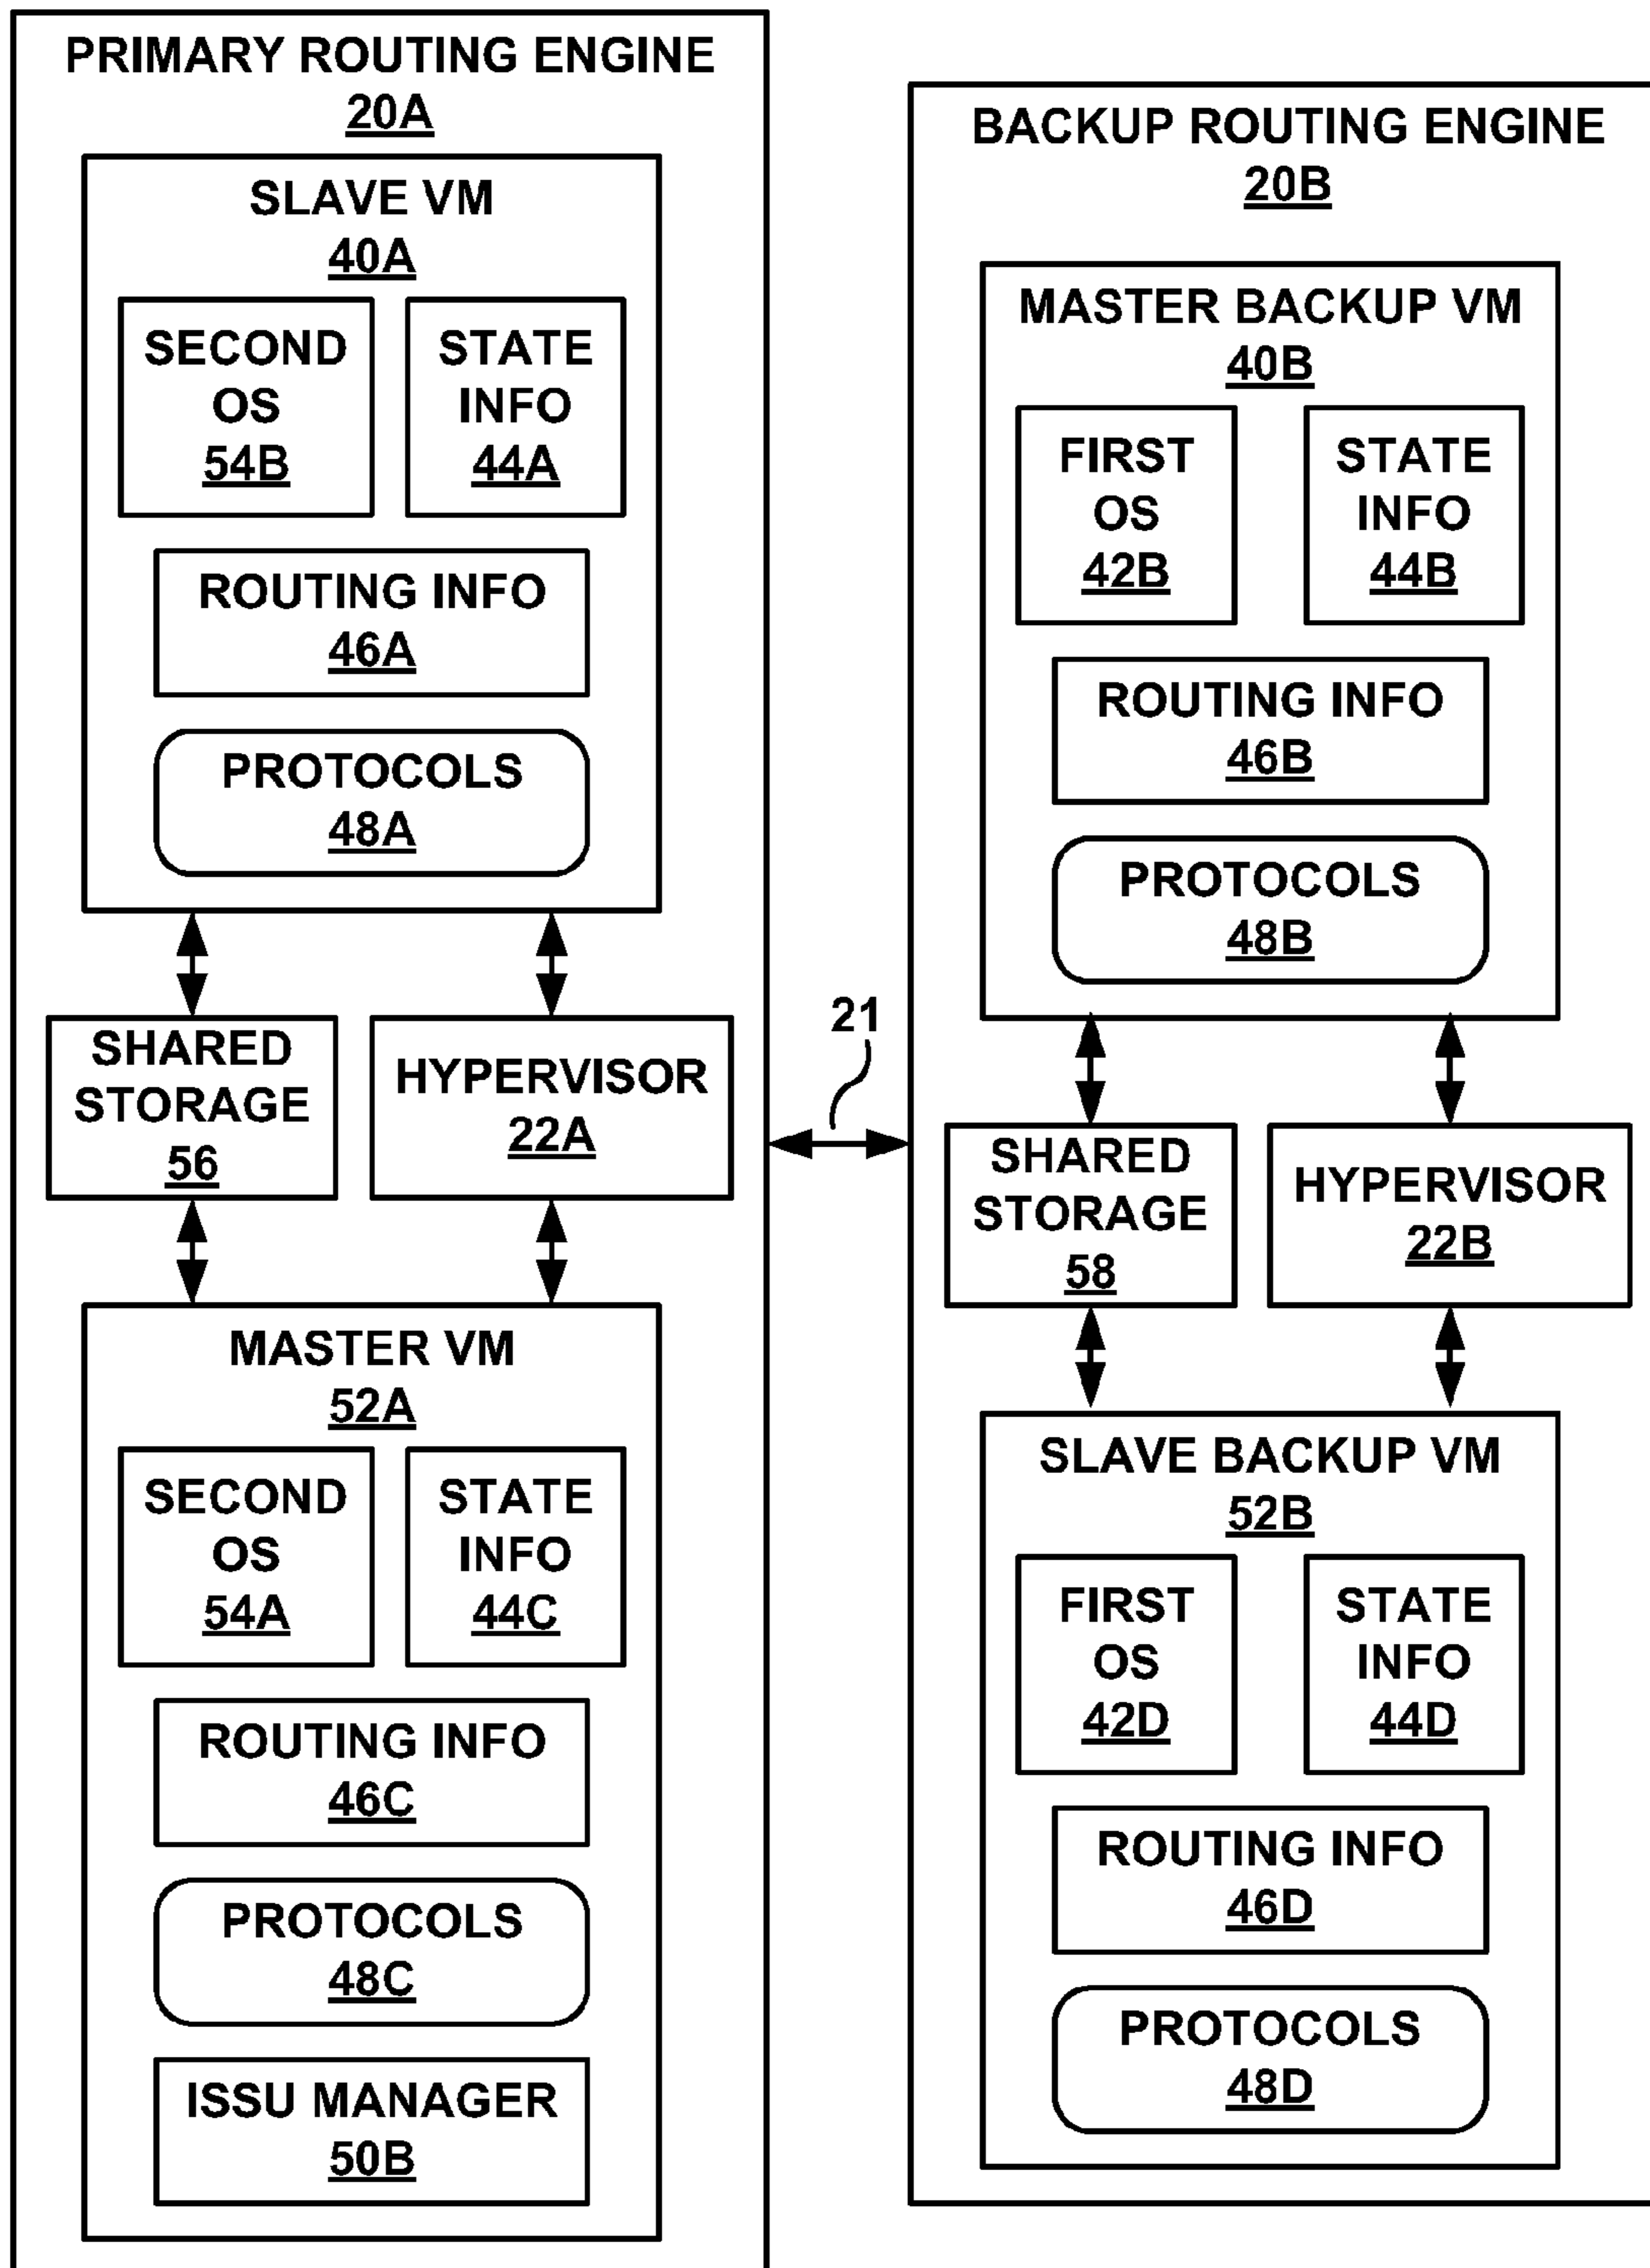 PRIMARY ROUTING ENGINE
20A
SLAVE VM
40A
SECOND
OS
54B
STATE
INFO
44A
ROUTING INFO
46A
PROTOCOLS
48A
SHARED
STORAGE
56
HYPERVISOR
22A
MASTER VM
52A
SECOND
OS
54A
STATE
INFO
44C
ROUTING INFO
46C
PROTOCOLS
48C
ISSU MANAGER
50B
21
BACKUP ROUTING ENGINE
20B
MASTER BACKUP VM
40B
FIRST
OS
42B
STATE
INFO
44B
ROUTING INFO
46B
PROTOCOLS
48B
SHARED
STORAGE
58
HYPERVISOR
22B
SLAVE BACKUP VM
52B
FIRST
OS
42D
STATE
INFO
44D
ROUTING INFO
46D
PROTOCOLS
48D